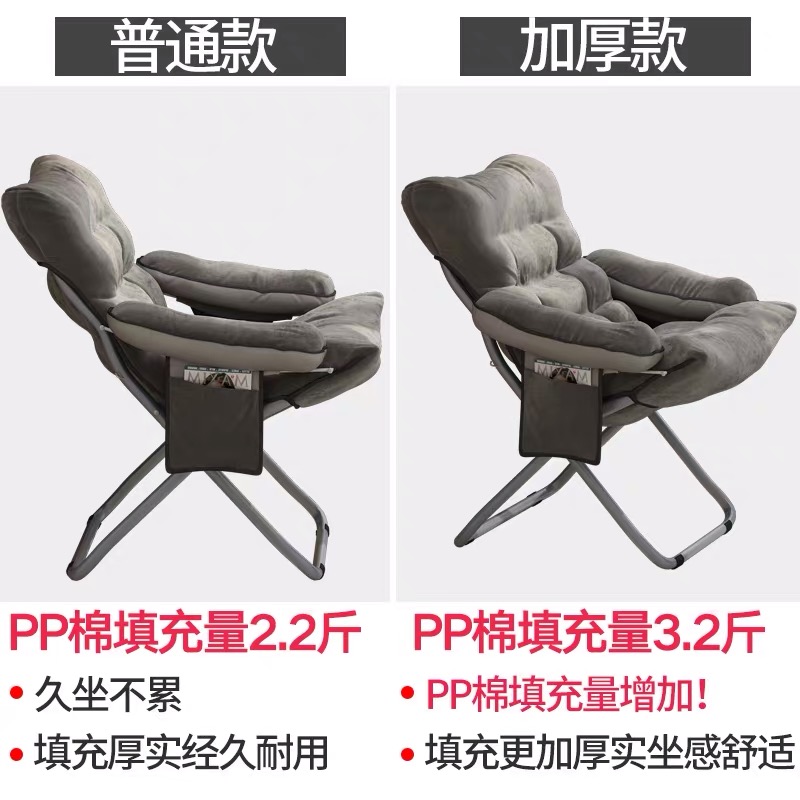 普通款
加厚款
PP棉填充量2.2斤
PP棉填充量3.2斤
• 久坐不累
• PP棉填充量增加！
• 填充厚实经久耐用
• 填充更加厚实坐感舒适